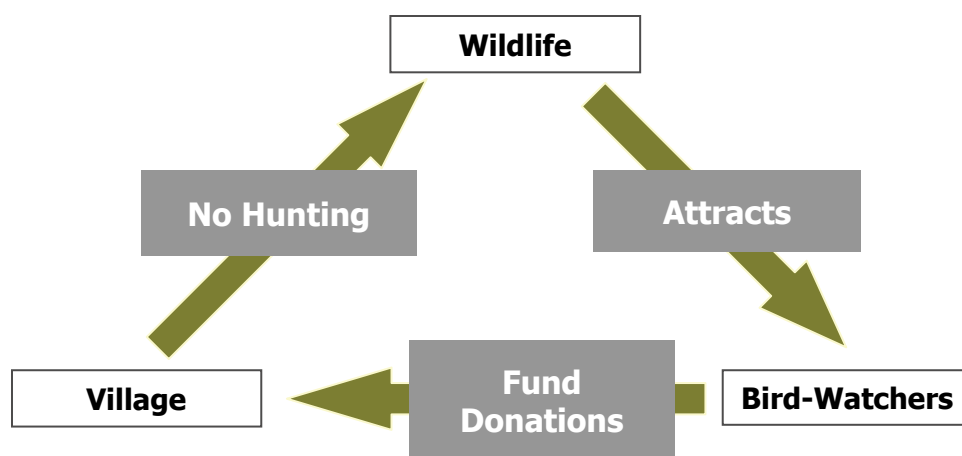 Wildlife
No Hunting
Attracts
Village
Fund
Donations
Bird-Watchers